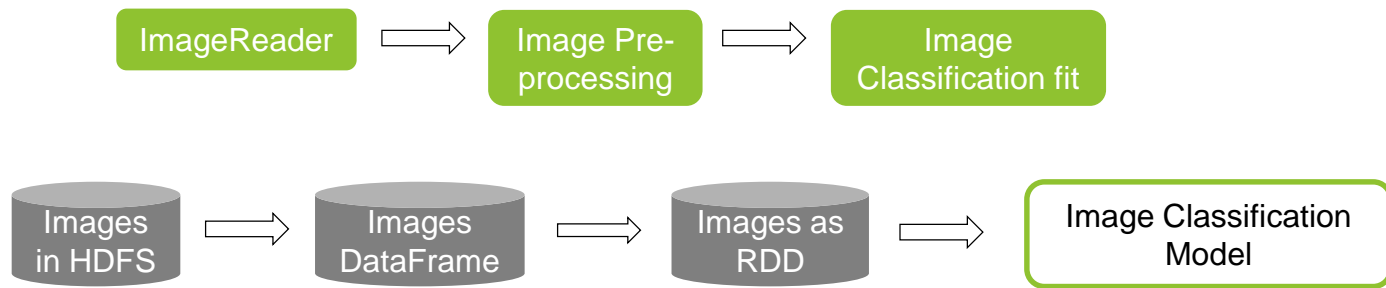 ImageReader
Image Pre-
processing
Image
Classification fit
Images
in HDFS
Images
DataFrame
Images as
RDD
Image Classification
Model